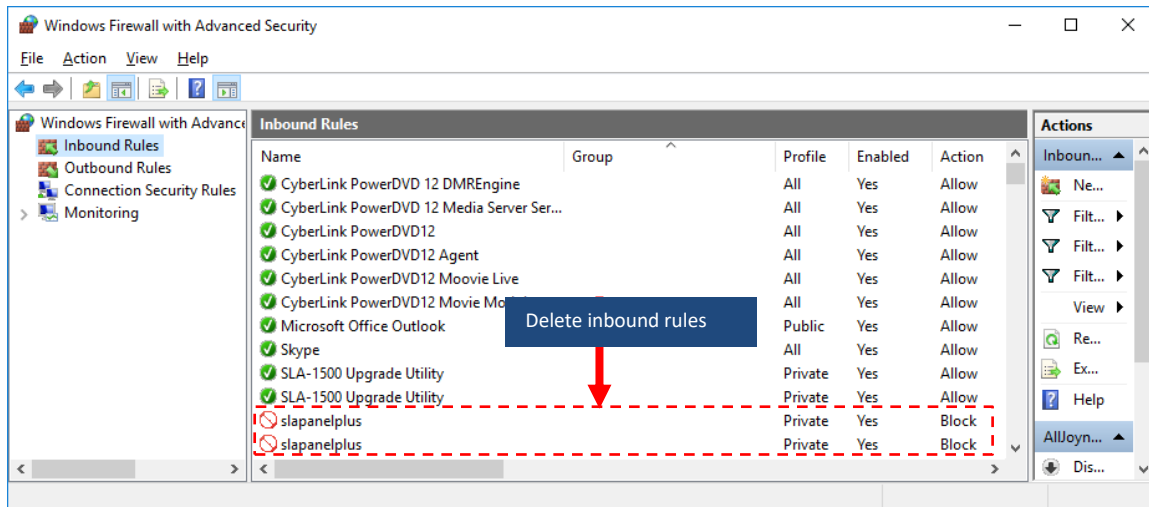 Windows Firewall with Advanced Security
File Action View Help
Windows Firewall with Advance
Inbound Rules
Outbound Rules
Connection Security Rules
Monitoring
Inbound Rules
Name Group Profile Enabled Action
CyberLink PowerDVD 12 DMREngine All Yes Allow
CyberLink PowerDVD 12 Media Server Ser... All Yes Allow
CyberLink PowerDVD12 All Yes Allow
CyberLink PowerDVD12 Agent All Yes Allow
CyberLink PowerDVD12 Moovie Live All Yes Allow
CyberLink PowerDVD12 Movie All Yes Allow
Microsoft Office Outlook Public Yes Allow
Skype All Yes Allow
SLA-1500 Upgrade Utility Private Yes Allow
SLA-1500 Upgrade Utility Private Yes Allow
slapanelplus Private Yes Block
slapanelplus Private Yes Block
Delete inbound rules
Actions
Inboun...
Ne...
Filt...
Filt...
Filt...
View
Re...
Ex...
Help
AllJoyn...
Dis...